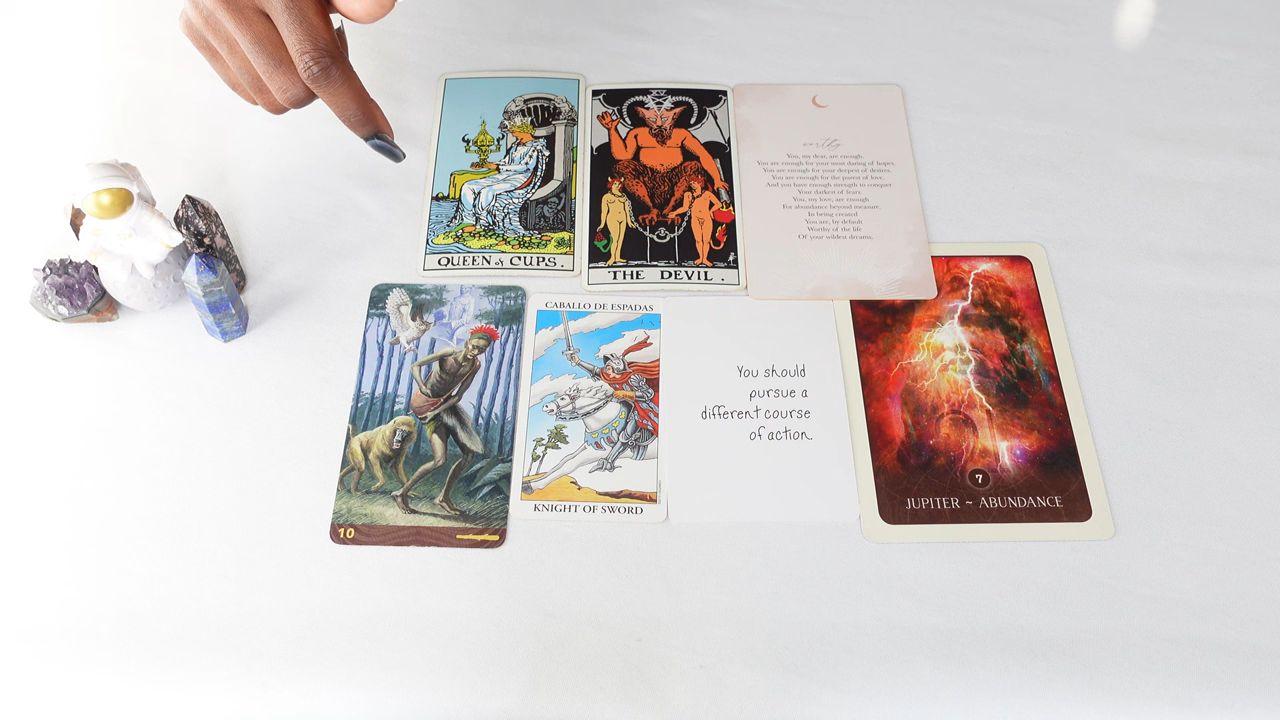 QUEEN of CUPS.
XV
THE DEVIL.
worthy
You, my dear, are enough.
You are enough for your most daring of hopes.
You are enough for your deepest of desires.
You are enough for the purest of love.
And you have enough strength to conquer
Your darkest of fears.
You, my love, are enough
For abundance beyond measure.
In being created
You are, by default
Worthy of the life
Of your wildest dreams.
10
CABALLO DE ESPADAS
KNIGHT OF SWORD
You should
pursue a
different course
of action.
7
JUPITER ~ ABUNDANCE